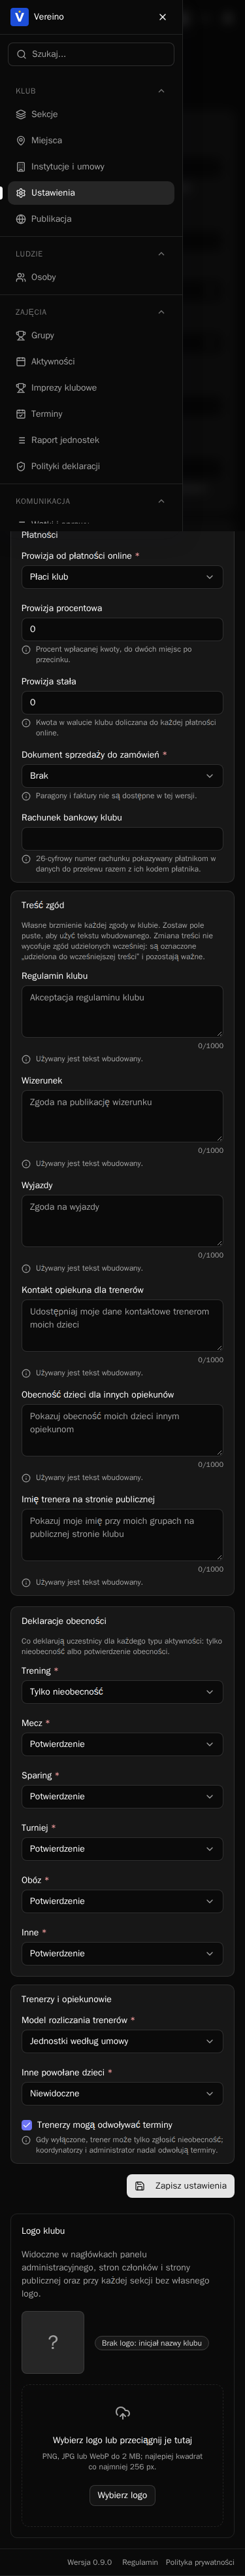 Vereino
Szukaj...
KLUB
Sekcje
Miejsca
Instytucje i umowy
Ustawienia
Publikacja
LUDZIE
Osoby
ZAJĘCIA
Grupy
Aktywności
Imprezy klubowe
Terminy
Raport jednostek
Polityki deklaracji
KOMUNIKACJA
Płatności
Prowizja od płatności online *
Płaci klub
Prowizja procentowa
0
Procent wpłacanej kwoty, do dwóch miejsc po
przecinku.
Prowizja stała
0
Kwota w walucie klubu doliczana do każdej płatności
online.
Dokument sprzedaży do zamówień *
Brak
Paragony i faktury nie są dostępne w tej wersji.
Rachunek bankowy klubu
26-cyfrowy numer rachunku pokazywany płatnikom w
danych do przelewu razem z ich kodem płatnika.
Treść zgód
Własne brzmienie każdej zgody w klubie. Zostaw pole
puste, aby użyć tekstu wbudowanego. Zmiana treści nie
wycofuje zgód udzielonych wcześniej: są oznaczone
„udzielona do wcześniejszej treści” i pozostają ważne.
Regulamin klubu
Akceptacja regulaminu klubu
0/1000
Używany jest tekst wbudowany.
Wizerunek
Zgoda na publikację wizerunku
0/1000
Używany jest tekst wbudowany.
Wyjazdy
Zgoda na wyjazdy
0/1000
Używany jest tekst wbudowany.
Kontakt opiekuna dla trenerów
Udostępniaj moje dane kontaktowe trenerom
moich dzieci
0/1000
Używany jest tekst wbudowany.
Obecność dzieci dla innych opiekunów
Pokazuj obecność moich dzieci innym
opiekunom
0/1000
Używany jest tekst wbudowany.
Imię trenera na stronie publicznej
Pokazuj moje imię przy moich grupach na
publicznej stronie klubu
0/1000
Używany jest tekst wbudowany.
Deklaracje obecności
Co deklarują uczestnicy dla każdego typu aktywności: tylko
nieobecność albo potwierdzenie obecności.
Trening *
Tylko nieobecność
Mecz *
Potwierdzenie
Sparing *
Potwierdzenie
Turniej *
Potwierdzenie
Obóz *
Potwierdzenie
Inne *
Potwierdzenie
Trenerzy i opiekunowie
Model rozliczania trenerów *
Jednostki według umowy
Inne powołane dzieci *
Niewidoczne
Trenerzy mogą odwoływać terminy
Gdy wyłączone, trener może tylko zgłosić nieobecność;
koordynatorzy i administrator nadal odwołują terminy.
Zapisz ustawienia
Logo klubu
Widoczne w nagłówkach panelu
administracyjnego, stron członków i strony
publicznej oraz przy każdej sekcji bez własnego
logo.
?
Brak logo: inicjał nazwy klubu
Wybierz logo lub przeciągnij je tutaj
PNG, JPG lub WebP do 2 MB; najlepiej kwadrat
co najmniej 256 px.
Wybierz logo
Wersja 0.9.0 Regulamin Polityka prywatności